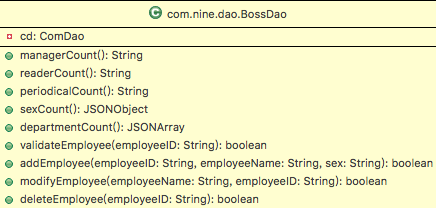 C com.nine.dao.BossDao
cd: ComDao
managerCount(): String
readerCount(): String
periodicalCount(): String
sexCount(): JSONObject
departmentCount(): JSONArray
validateEmployee(employeeID: String): boolean
addEmployee(employeeID: String, employeeName: String, sex: String): boolean
modifyEmployee(employeeName: String, employeeID: String): boolean
deleteEmployee(employeeID: String): boolean